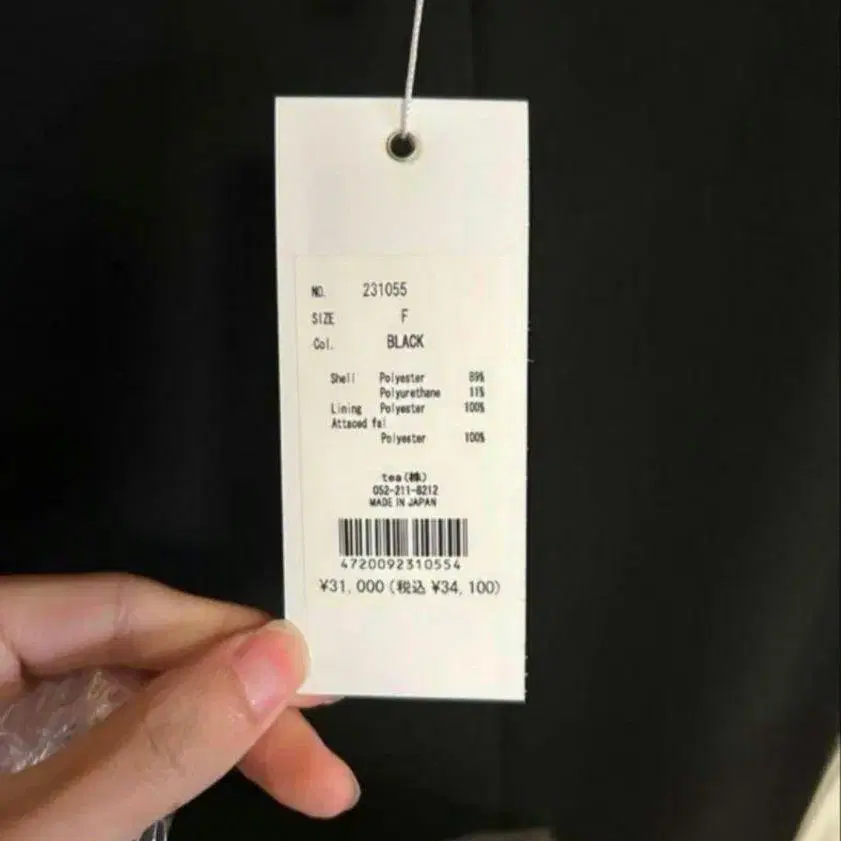 NO. 231055
SIZE F
Col. BLACK
Shell Polyester 89%
Polyurethane 11%
Lining Polyester 100%
Attaced fal
Polyester 100%
tea(株)
052-211-8212
MADE IN JAPAN
4720092310554
¥31,000(税込 ¥34,100)